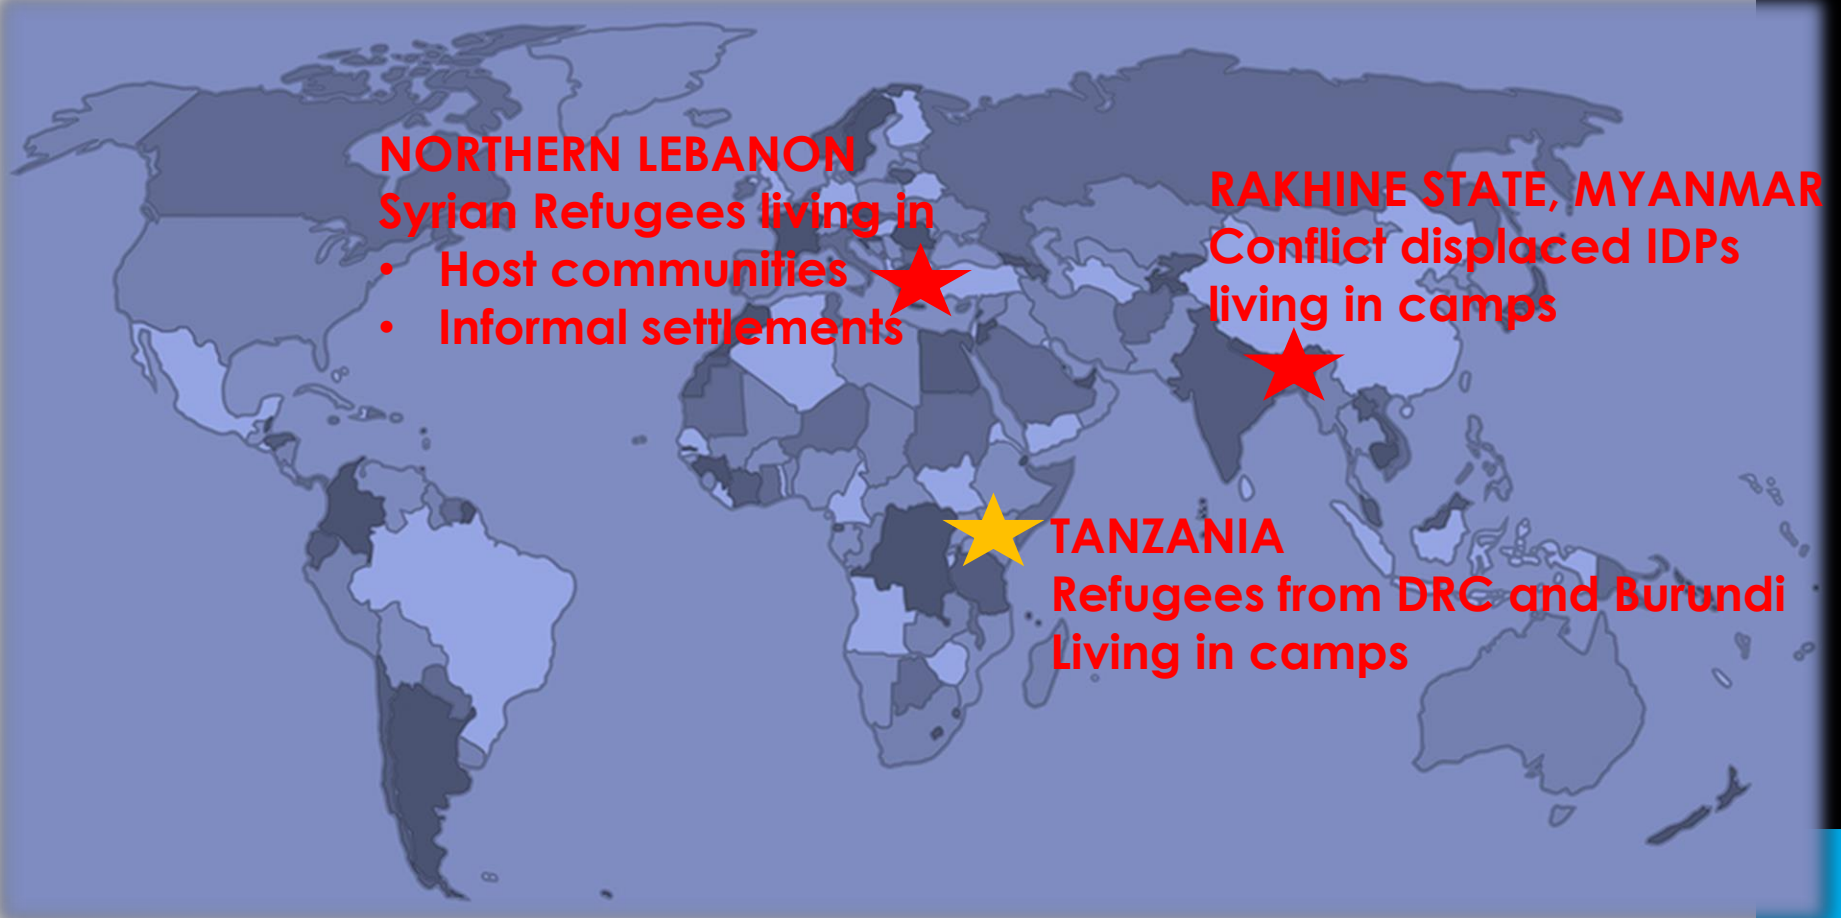 NORTHERN LEBANON
Syrian Refugees living in
• Host communities
• Informal settlements
RAKHINE STATE, MYANMAR
Conflict displaced IDPs
living in camps
TANZANIA
Refugees from DRC and Burundi
Living in camps